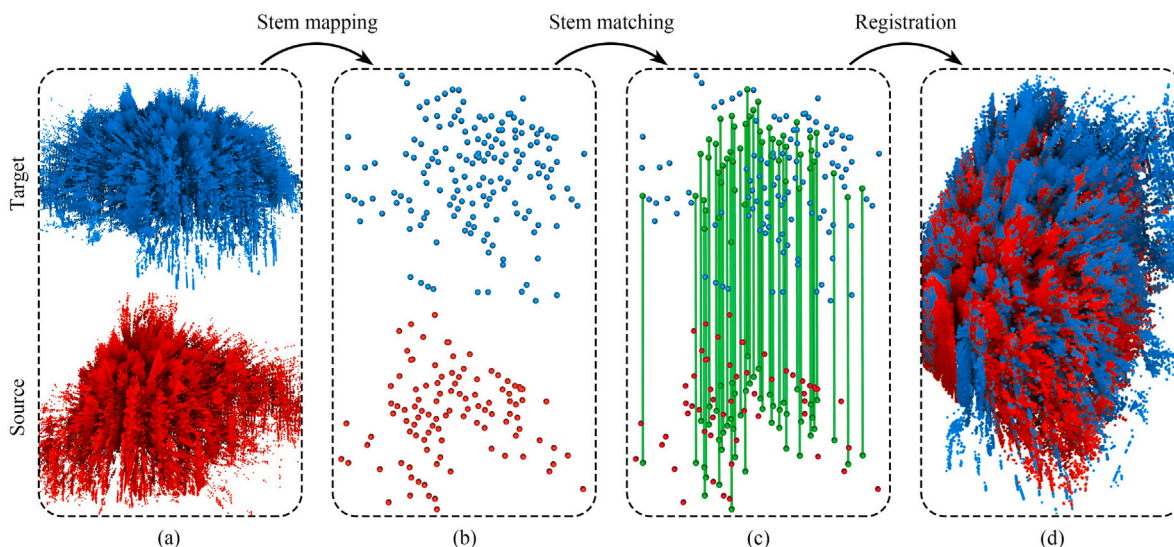 Stem mapping
Stem matching
Registration
Target
Source
(a)
(b)
(c)
(d)